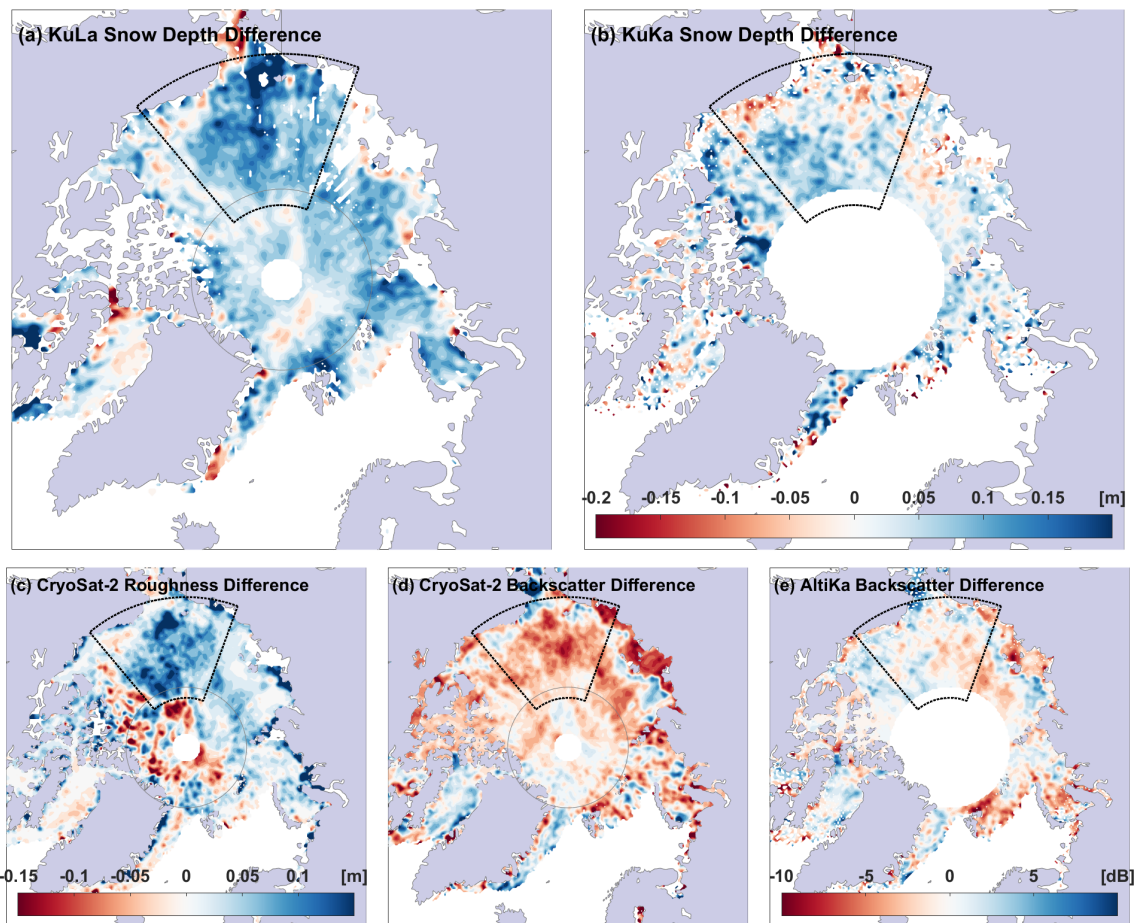 (a) KuLa Snow Depth Difference
(b) KuKa Snow Depth Difference
-0.2 -0.15 -0.1 -0.05 0 0.05 0.1 0.15 [m]
(c) CryoSat-2 Roughness Difference
(d) CryoSat-2 Backscatter Difference
(e) AltiKa Backscatter Difference
-0.15 -0.1 -0.05 0 0.05 0.1 [m]
-10 -5 0 5 [dB]